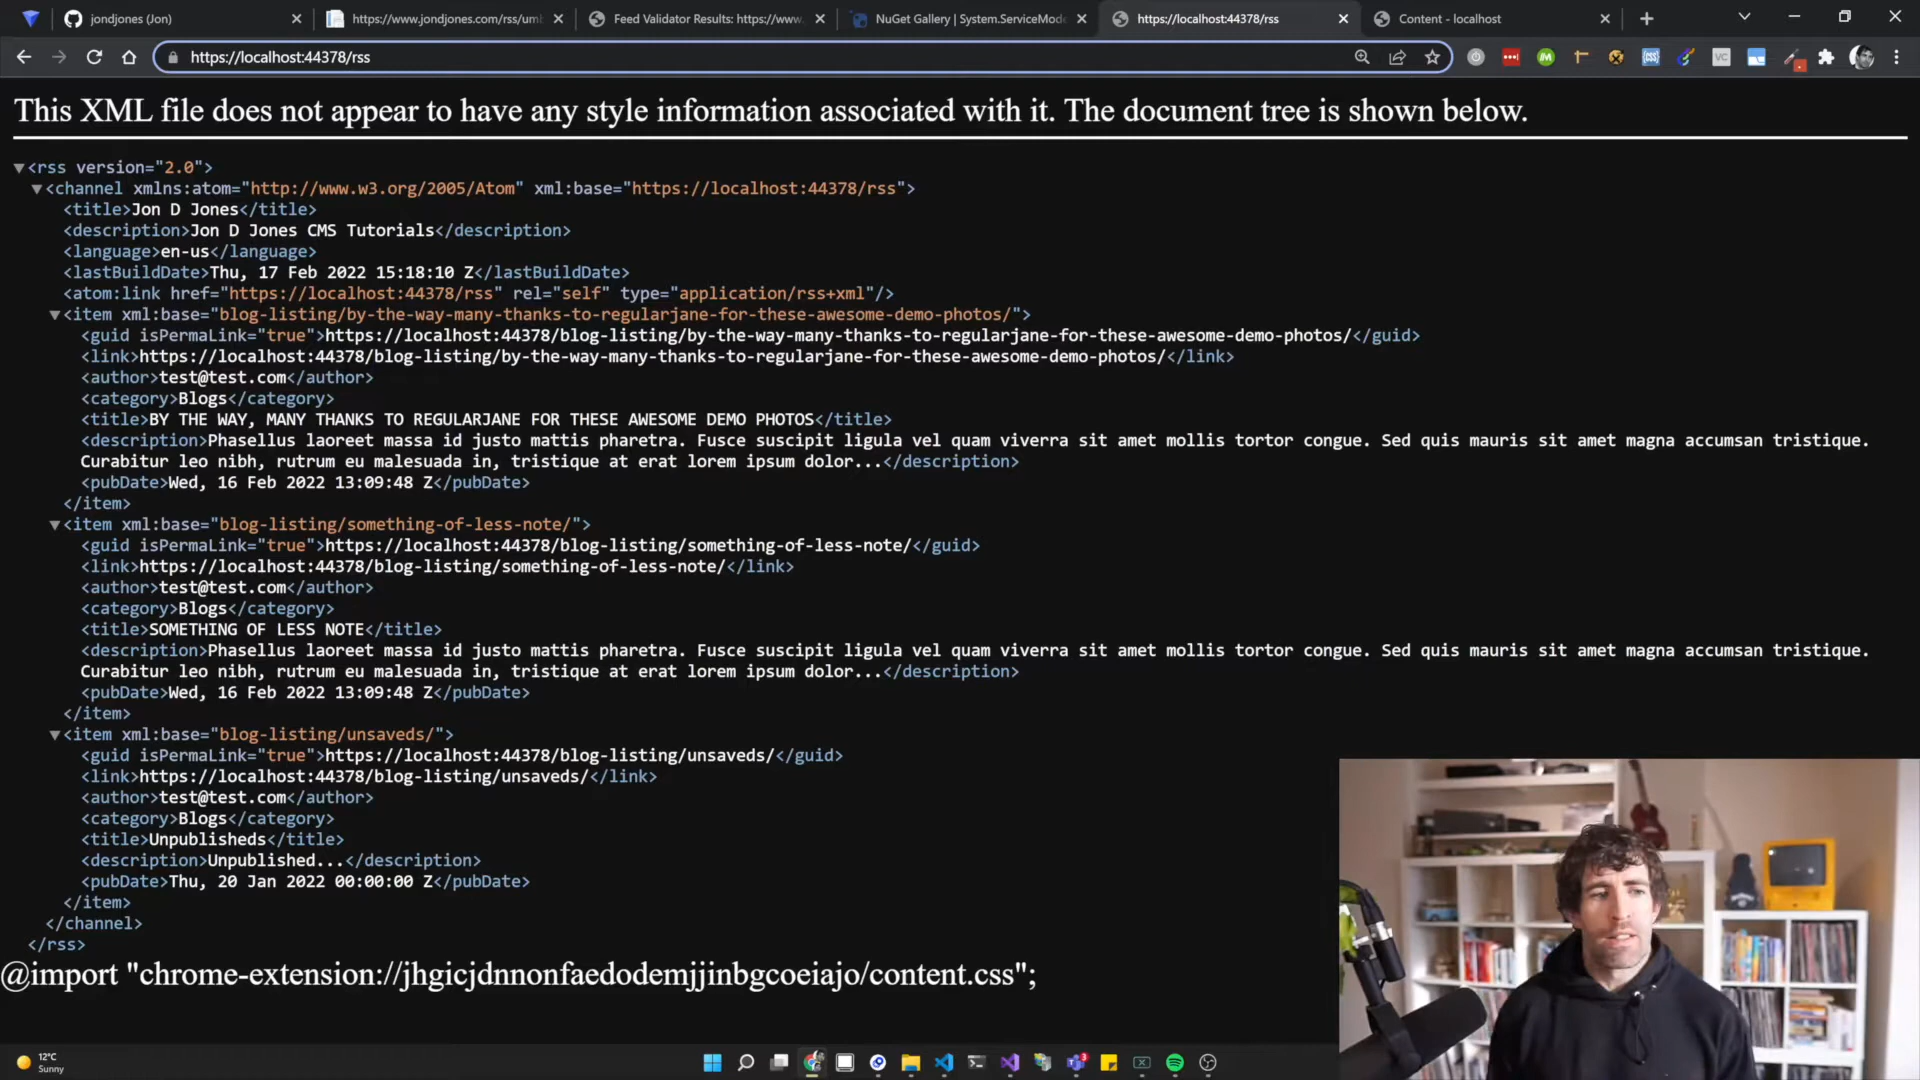 jondjones (Jon)
https://www.jondjones.com/rss/um
Feed Validator Results: https://www.
NuGet Gallery | System.ServiceMode
https://localhost:44378/rss
Content - localhost
https://localhost:44378/rss
This XML file does not appear to have any style information associated with it. The document tree is shown below.
<rss version="2.0">
<channel xmlns:atom="http://www.w3.org/2005/Atom" xml:base="https://localhost:44378/rss">
<title>Jon D Jones</title>
<description>Jon D Jones CMS Tutorials</description>
<language>en-us</language>
<lastBuildDate>Thu, 17 Feb 2022 15:18:10 Z</lastBuildDate>
<atom:link href="https://localhost:44378/rss" rel="self" type="application/rss+xml"/>
<item xml:base="blog-listing/by-the-way-many-thanks-to-regularjane-for-these-awesome-demo-photos/">
<guid isPermaLink="true">https://localhost:44378/blog-listing/by-the-way-many-thanks-to-regularjane-for-these-awesome-demo-photos/</guid>
<link>https://localhost:44378/blog-listing/by-the-way-many-thanks-to-regularjane-for-these-awesome-demo-photos/</link>
<author>test@test.com</author>
<category>Blogs</category>
<title>BY THE WAY, MANY THANKS TO REGULARJANE FOR THESE AWESOME DEMO PHOTOS</title>
<description>Phasellus laoreet massa id justo mattis pharetra. Fusce suscipit ligula vel quam viverra sit amet mollis tortor congue. Sed quis mauris sit amet magna accumsan tristique.
Curabitur leo nibh, rutrum eu malesuada in, tristique at erat lorem ipsum dolor...</description>
<pubDate>Wed, 16 Feb 2022 13:09:48 Z</pubDate>
</item>
<item xml:base="blog-listing/something-of-less-note/">
<guid isPermaLink="true">https://localhost:44378/blog-listing/something-of-less-note/</guid>
<link>https://localhost:44378/blog-listing/something-of-less-note/</link>
<author>test@test.com</author>
<category>Blogs</category>
<title>SOMETHING OF LESS NOTE</title>
<description>Phasellus laoreet massa id justo mattis pharetra. Fusce suscipit ligula vel quam viverra sit amet mollis tortor congue. Sed quis mauris sit amet magna accumsan tristique.
Curabitur leo nibh, rutrum eu malesuada in, tristique at erat lorem ipsum dolor...</description>
<pubDate>Wed, 16 Feb 2022 13:09:48 Z</pubDate>
</item>
<item xml:base="blog-listing/unsaveds/">
<guid isPermaLink="true">https://localhost:44378/blog-listing/unsaveds/</guid>
<link>https://localhost:44378/blog-listing/unsaveds/</link>
<author>test@test.com</author>
<category>Blogs</category>
<title>Unpublisheds</title>
<description>Unpublished...</description>
<pubDate>Thu, 20 Jan 2022 00:00:00 Z</pubDate>
</item>
</channel>
</rss>
@import "chrome-extension://jhgicjdnnonfaedodemjjinbgcoeiajo/content.css";
12°C
Sunny